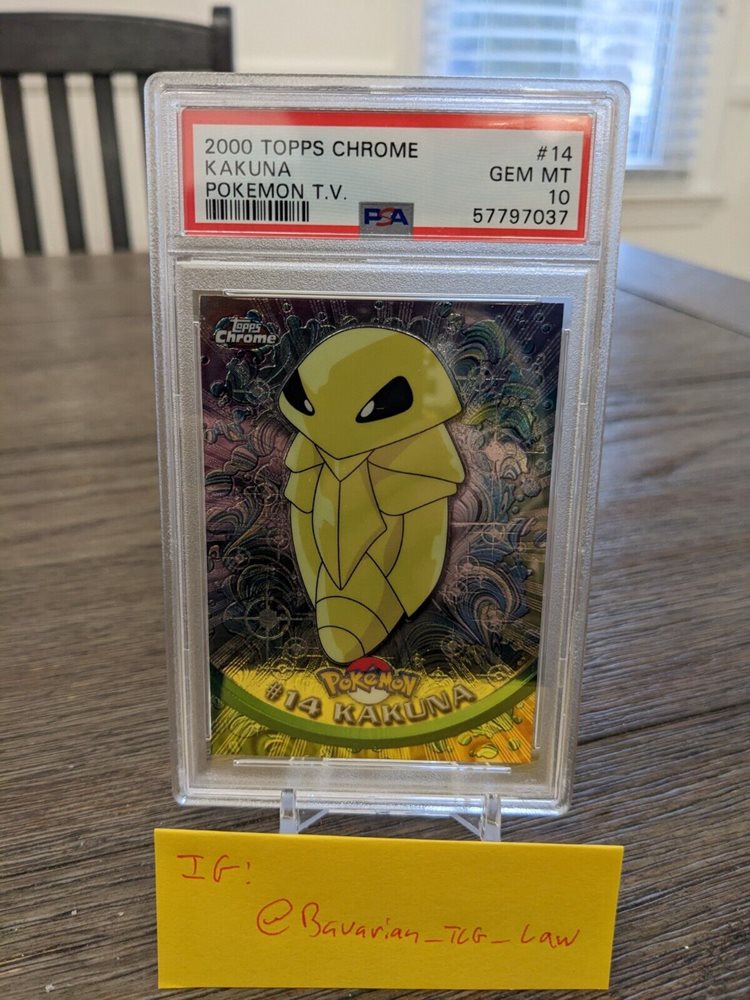 2000 TOPPS CHROME #14
KAKUNA GEM MT
POKEMON T.V. 10
PSA 57797037
Topps
Chrome
POKéMON
#14 KAKUNA
IG:
@Bavarian_TCG_Law